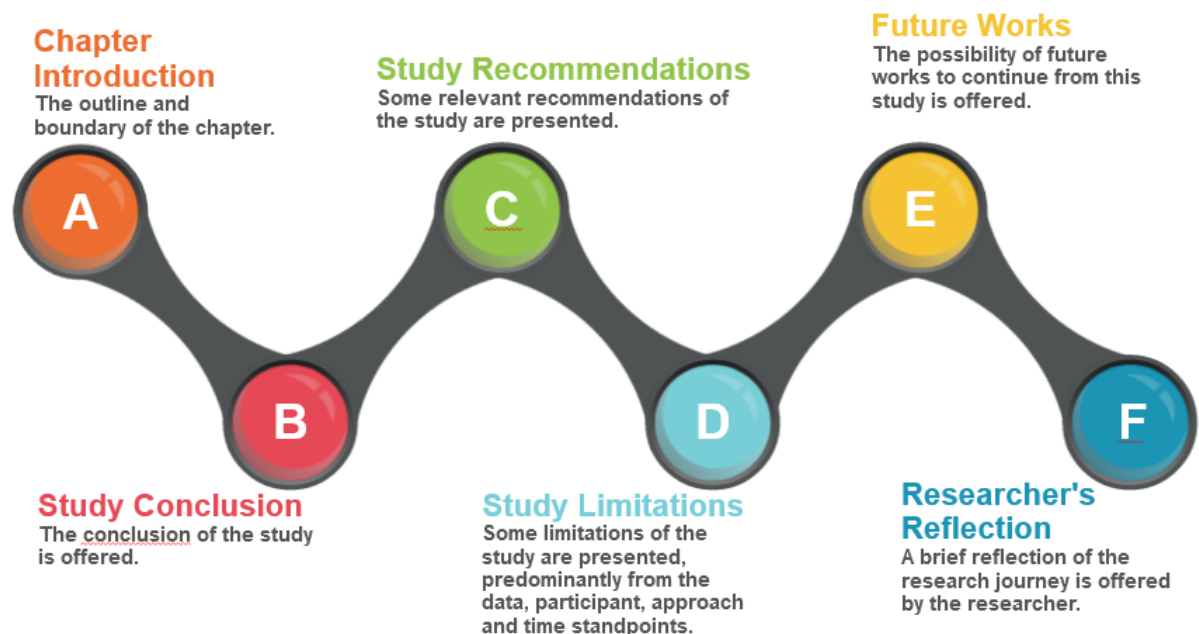 Chapter
Introduction
The outline and
boundary of the chapter.
A
Study Conclusion
The conclusion of the study
is offered.
B
Study Recommendations
Some relevant recommendations of
the study are presented.
C
Study Limitations
Some limitations of the
study are presented,
predominantly from the
data, participant, approach
and time standpoints.
D
Future Works
The possibility of future
works to continue from this
study is offered.
E
Researcher's
Reflection
A brief reflection of the
research journey is offered
by the researcher.
F